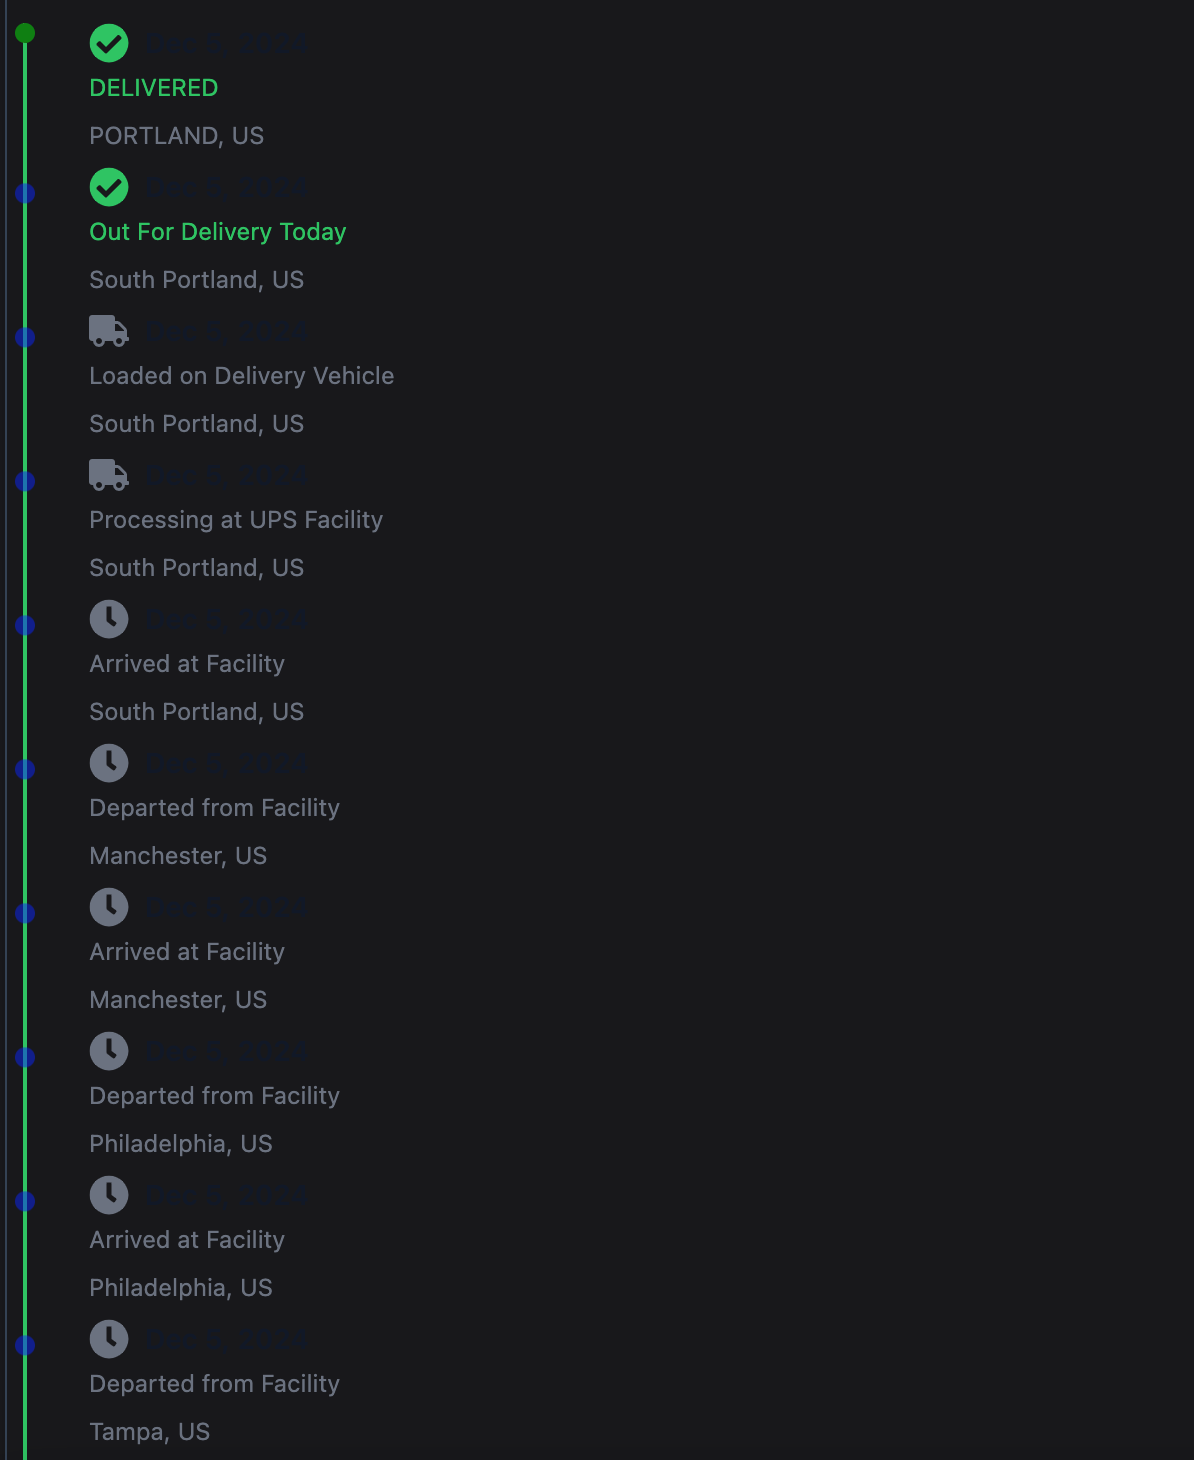 Dec 5, 2024
DELIVERED
PORTLAND, US
Dec 5, 2024
Out For Delivery Today
South Portland, US
Dec 5, 2024
Loaded on Delivery Vehicle
South Portland, US
Dec 5, 2024
Processing at UPS Facility
South Portland, US
Dec 5, 2024
Arrived at Facility
South Portland, US
Dec 5, 2024
Departed from Facility
Manchester, US
Dec 5, 2024
Arrived at Facility
Manchester, US
Dec 5, 2024
Departed from Facility
Philadelphia, US
Dec 5, 2024
Arrived at Facility
Philadelphia, US
Dec 5, 2024
Departed from Facility
Tampa, US